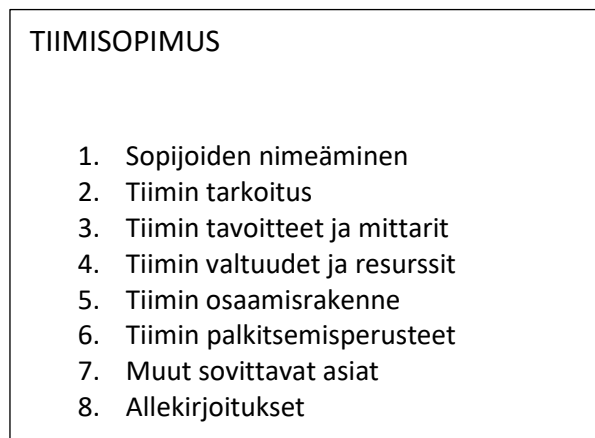 TIIMISOPIMUS
1. Sopijoiden nimeäminen
2. Tiimin tarkoitus
3. Tiimin tavoitteet ja mittarit
4. Tiimin valtuudet ja resurssit
5. Tiimin osaamisrakenne
6. Tiimin palkitsemisperusteet
7. Muut sovittavat asiat
8. Allekirjoitukset